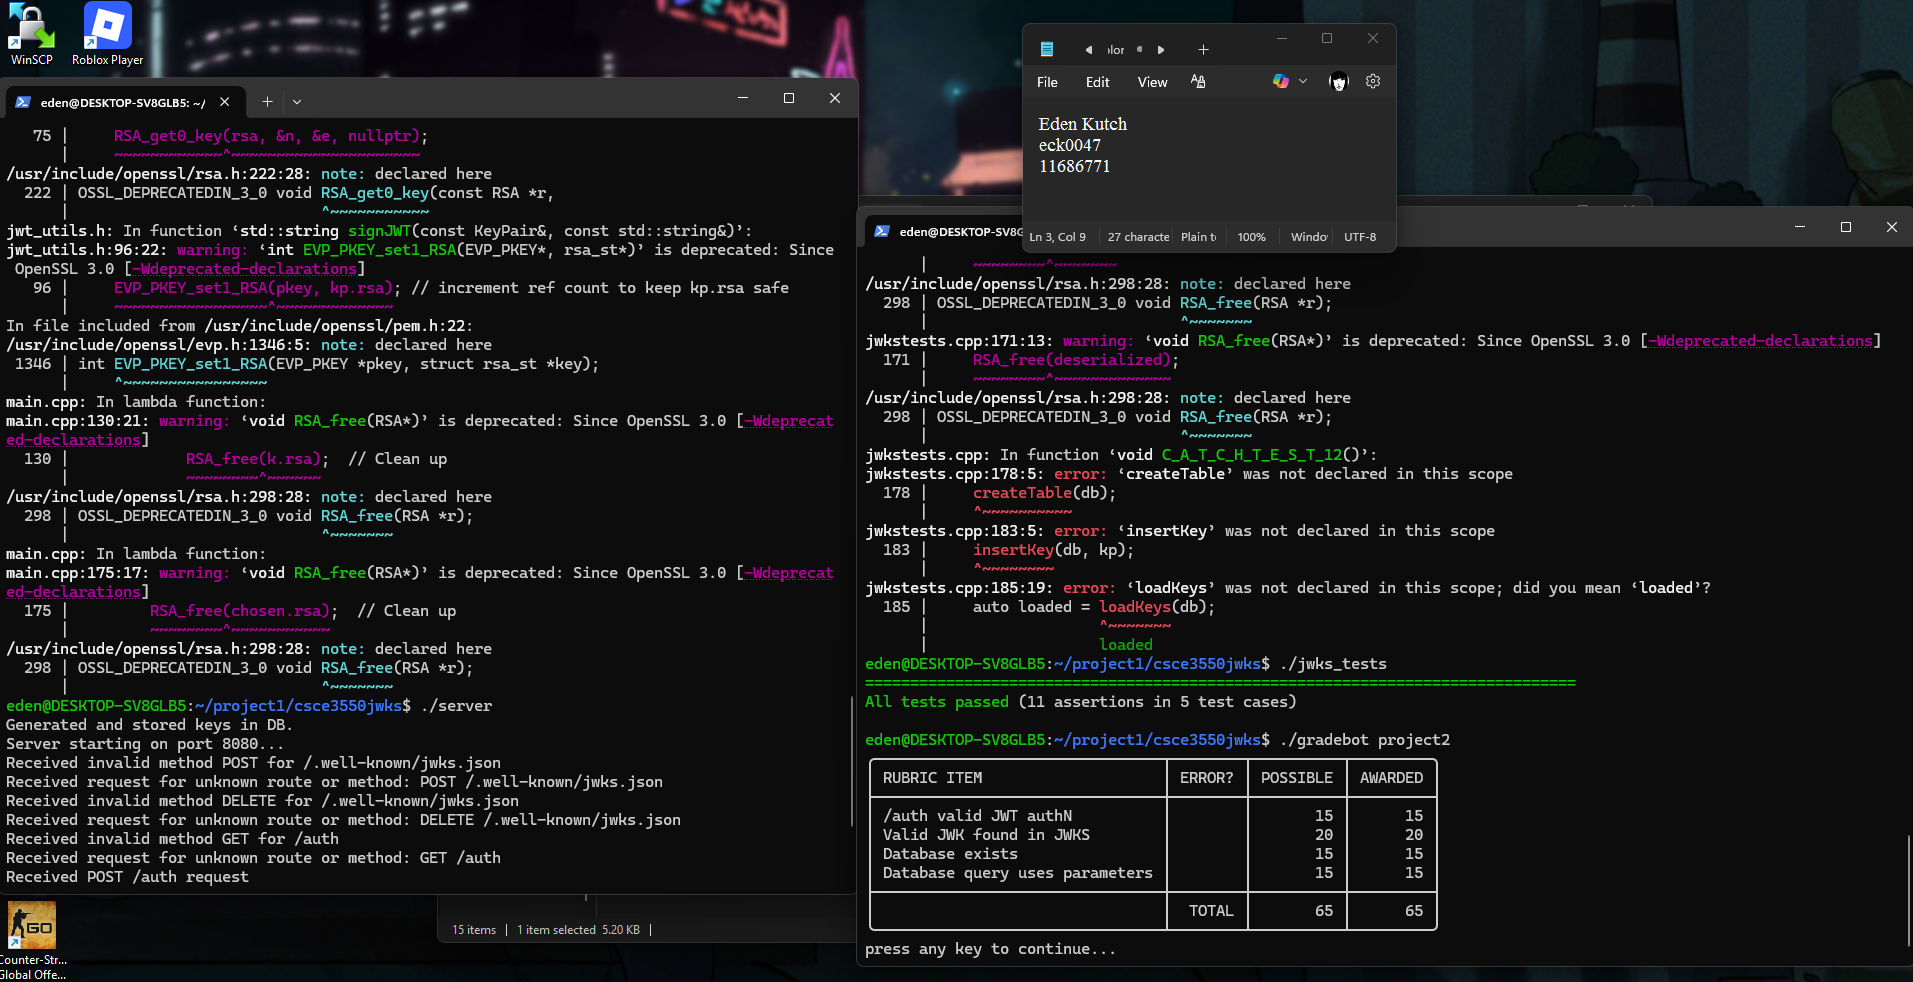 WinSCP
Roblox Player
eden@DESKTOP-SV8GLB5: ~/
75 | RSA_get0_key(rsa, &n, &e, nullptr);
| ~~~~~~~~~~~~^~~~~~~~~~~~~~~~~~~~~~
/usr/include/openssl/rsa.h:222:28: note: declared here
222 | OSSL_DEPRECATEDIN_3_0 void RSA_get0_key(const RSA *r,
| ^~~~~~~~~~~~
jwt_utils.h: In function ‘std::string signJWT(const KeyPair&, const std::string&)’:
jwt_utils.h:96:22: warning: ‘int EVP_PKEY_set1_RSA(EVP_PKEY*, rsa_st*)’ is deprecated: Since
OpenSSL 3.0 [-Wdeprecated-declarations]
96 | EVP_PKEY_set1_RSA(pkey, kp.rsa); // increment ref count to keep kp.rsa safe
| ~~~~~~~~~~~~~~~~~^~~~~~~~~~~~~~
In file included from /usr/include/openssl/pem.h:22:
/usr/include/openssl/evp.h:1346:5: note: declared here
1346 | int EVP_PKEY_set1_RSA(EVP_PKEY *pkey, struct rsa_st *key);
| ^~~~~~~~~~~~~~~~~
main.cpp: In lambda function:
main.cpp:130:21: warning: ‘void RSA_free(RSA*)’ is deprecated: Since OpenSSL 3.0 [-Wdeprecat
ed-declarations]
130 | RSA_free(k.rsa); // Clean up
| ~~~~~~~~^~~~~~~
/usr/include/openssl/rsa.h:298:28: note: declared here
298 | OSSL_DEPRECATEDIN_3_0 void RSA_free(RSA *r);
| ^~~~~~~~
main.cpp: In lambda function:
main.cpp:175:17: warning: ‘void RSA_free(RSA*)’ is deprecated: Since OpenSSL 3.0 [-Wdeprecat
ed-declarations]
175 | RSA_free(chosen.rsa); // Clean up
| ~~~~~~~~^~~~~~~~~~~~
/usr/include/openssl/rsa.h:298:28: note: declared here
298 | OSSL_DEPRECATEDIN_3_0 void RSA_free(RSA *r);
| ^~~~~~~~
eden@DESKTOP-SV8GLB5:~/project1/csce3550jwks$ ./server
Generated and stored keys in DB.
Server starting on port 8080...
Received invalid method POST for /.well-known/jwks.json
Received request for unknown route or method: POST /.well-known/jwks.json
Received invalid method DELETE for /.well-known/jwks.json
Received request for unknown route or method: DELETE /.well-known/jwks.json
Received invalid method GET for /auth
Received request for unknown route or method: GET /auth
Received POST /auth request
15 items | 1 item selected 5.20 KB |
GO
Counter-Str...
Global Offe...
olor
File Edit View
Eden Kutch
eck0047
11686771
Ln 3, Col 9 27 characte Plain t 100% Windo UTF-8
eden@DESKTOP-SV8G
| ~~~~~~~~^~~~~~~~
/usr/include/openssl/rsa.h:298:28: note: declared here
298 | OSSL_DEPRECATEDIN_3_0 void RSA_free(RSA *r);
| ^~~~~~~~
jwkstests.cpp:171:13: warning: ‘void RSA_free(RSA*)’ is deprecated: Since OpenSSL 3.0 [-Wdeprecated-declarations]
171 | RSA_free(deserialized);
| ~~~~~~~~^~~~~~~~~~~~~~
/usr/include/openssl/rsa.h:298:28: note: declared here
298 | OSSL_DEPRECATEDIN_3_0 void RSA_free(RSA *r);
| ^~~~~~~~
jwkstests.cpp: In function ‘void C_A_T_C_H_T_E_S_T_12()’:
jwkstests.cpp:178:5: error: ‘createTable’ was not declared in this scope
178 | createTable(db);
| ^~~~~~~~~~~
jwkstests.cpp:183:5: error: ‘insertKey’ was not declared in this scope
183 | insertKey(db, kp);
| ^~~~~~~~~
jwkstests.cpp:185:19: error: ‘loadKeys’ was not declared in this scope; did you mean ‘loaded’?
185 | auto loaded = loadKeys(db);
| ^~~~~~~~
| loaded
eden@DESKTOP-SV8GLB5:~/project1/csce3550jwks$ ./jwks_tests
===============================================================================
All tests passed (11 assertions in 5 test cases)
eden@DESKTOP-SV8GLB5:~/project1/csce3550jwks$ ./gradebot project2
RUBRIC ITEM ERROR? POSSIBLE AWARDED
/auth valid JWT authN 15 15
Valid JWK found in JWKS 20 20
Database exists 15 15
Database query uses parameters 15 15
TOTAL 65 65
press any key to continue...